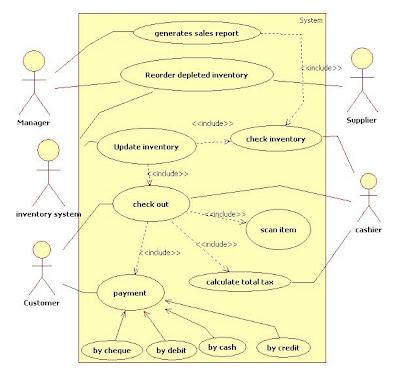 System
generates sales report
<<include>>
Reorder depleted inventory
Manager
Supplier
<<include>>
check inventory
Update inventory
<<include>>
inventory system
check out
<<include>>
scan item
cashier
<<include>>
<<include>>
Customer
payment
calculate total tax
by cheque
by debit
by cash
by credit